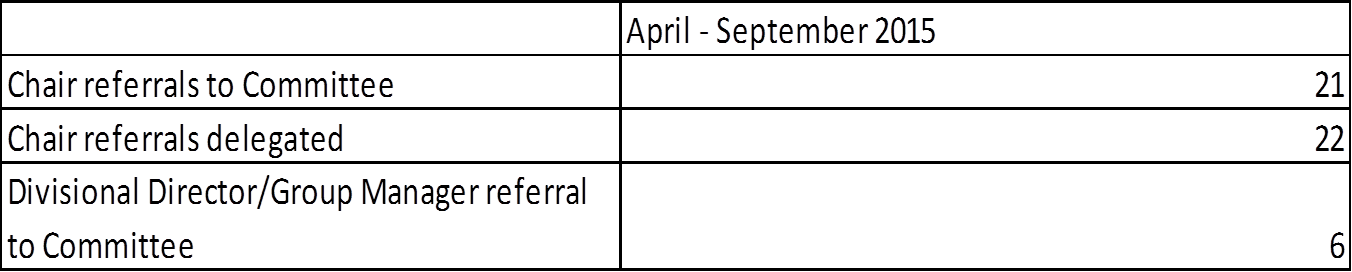 April - September 2015
Chair referrals to Committee 21
Chair referrals delegated 22
Divisional Director/Group Manager referral
to Committee 6